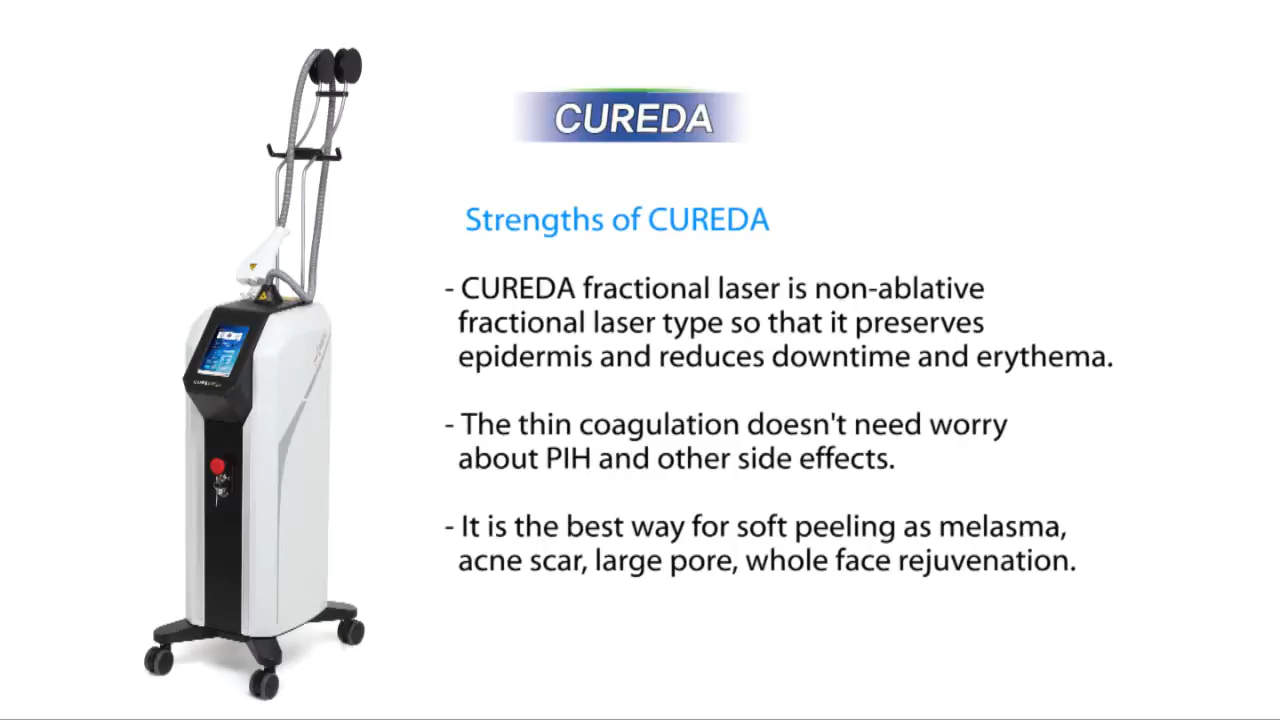 CUREDA
Strengths of CUREDA
- CUREDA fractional laser is non-ablative
fractional laser type so that it preserves
epidermis and reduces downtime and erythema.
- The thin coagulation doesn't need worry
about PIH and other side effects.
- It is the best way for soft peeling as melasma,
acne scar, large pore, whole face rejuvenation.